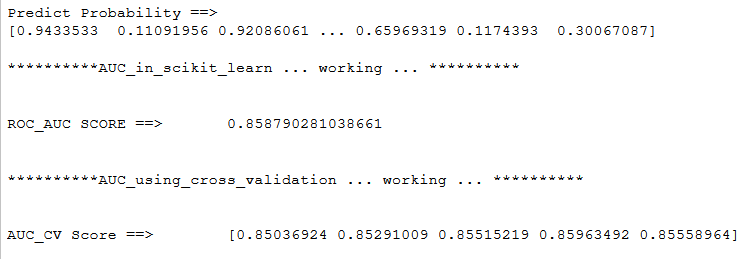 Predict Probability ==>
[0.9433533  0.11091956 0.92086061 ... 0.65969319 0.1174393  0.30067087]
**********AUC_in_scikit_learn ... working ... **********
ROC_AUC SCORE ==>       0.858790281038661
**********AUC_using_cross_validation ... working ... **********
AUC_CV Score ==>        [0.85036924 0.85291009 0.85515219 0.85963492 0.85558964]